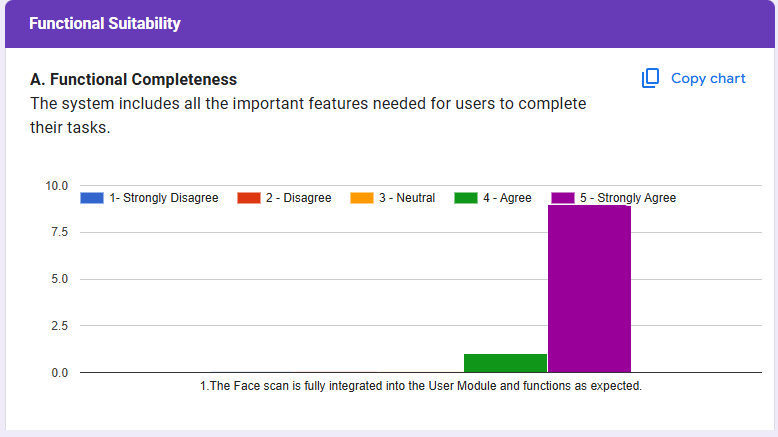 Functional Suitability
A. Functional Completeness
Copy chart
The system includes all the important features needed for users to complete
their tasks.
10.0
1- Strongly Disagree
2 - Disagree
3 - Neutral
4 - Agree
5 - Strongly Agree
7.5
5.0
2.5
0.0
1.The Face scan is fully integrated into the User Module and functions as expected.